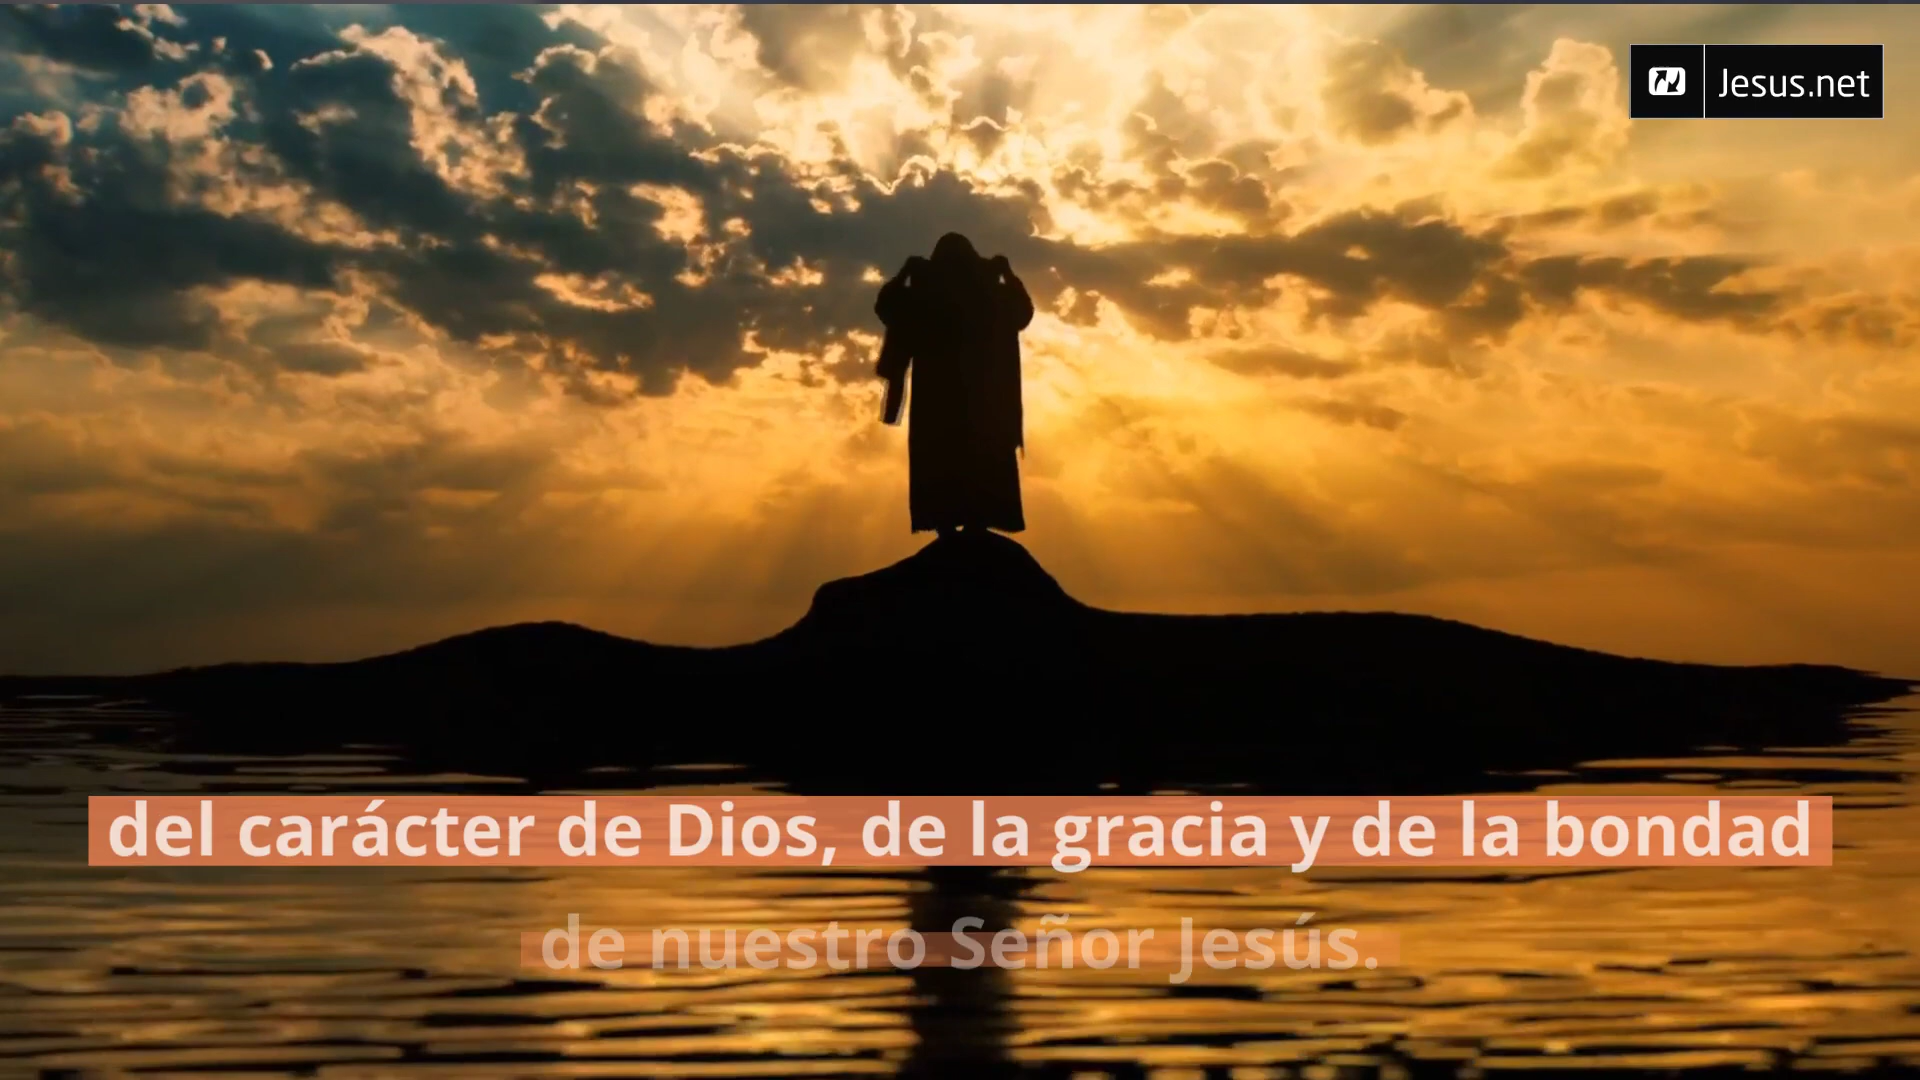 Jesus.net
del carácter de Dios, de la gracia y de la bondad
de nuestro Señor Jesús.